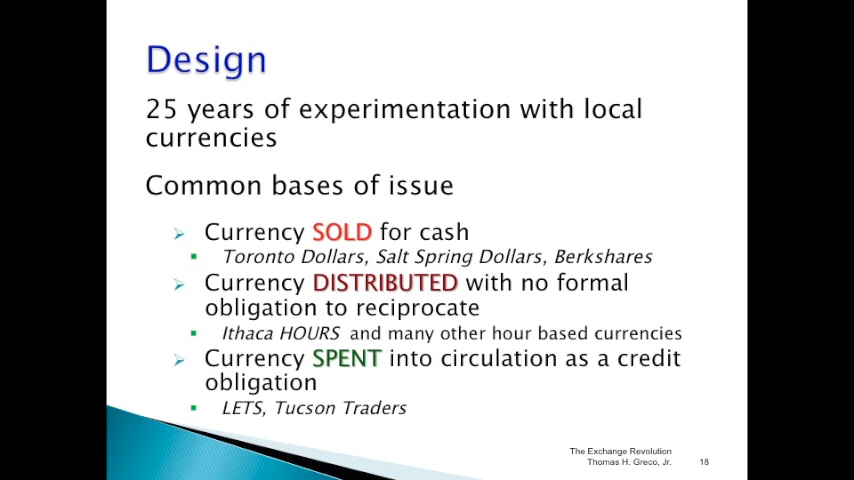 Design
25 years of experimentation with local
currencies
Common bases of issue
Currency SOLD for cash
Toronto Dollars, Salt Spring Dollars, Berkshares
Currency DISTRIBUTED with no formal
obligation to reciprocate
Ithaca HOURS and many other hour based currencies
Currency SPENT into circulation as a credit
obligation
LETS, Tucson Traders
The Exchange Revolution
Thomas H. Greco, Jr. 18